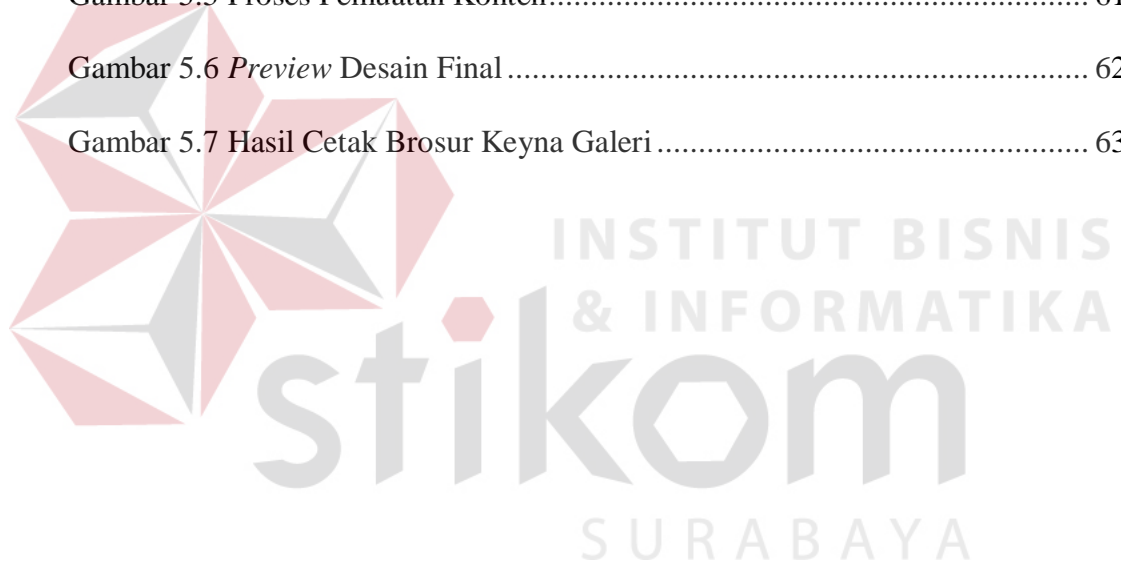 Gambar 5.6 Preview Desain Final ........................................................................ 62
Gambar 5.7 Hasil Cetak Brosur Keyna Galeri ..................................................... 63
INSTITUT BISNIS
& INFORMATIKA
stikom
SURABAYA